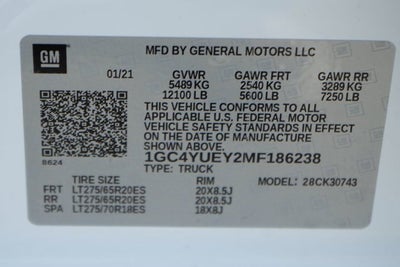 GM
MFD BY GENERAL MOTORS LLC
01/21 GVWR GAWR FRT GAWR RR
5489 KG 2540 KG 3289 KG
12100 LB 5600 LB 7250 LB
THIS VEHICLE CONFORMS TO ALL
APPLICABLE U.S. FEDERAL MOTOR
VEHICLE SAFETY STANDARDS IN EFFECT
ON THE DATE OF MANUFACTURE
SHOWN ABOVE.
1GC4YUEY2MF186238
8624 TYPE: TRUCK
TIRE SIZE RIM MODEL: 28CK30743
FRT LT275/65R20ES 20X8.5J
RR LT275/65R20ES 20X8.5J
SPA LT275/70R18ES 18X8J